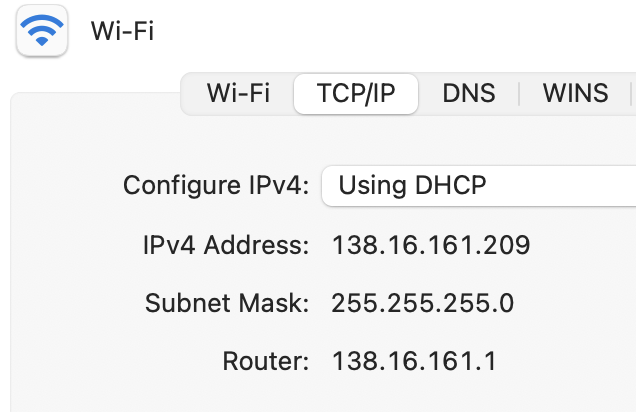 Wi-Fi
Wi-Fi TCP/IP DNS WINS
Configure IPv4: Using DHCP
IPv4 Address: 138.16.161.209
Subnet Mask: 255.255.255.0
Router: 138.16.161.1